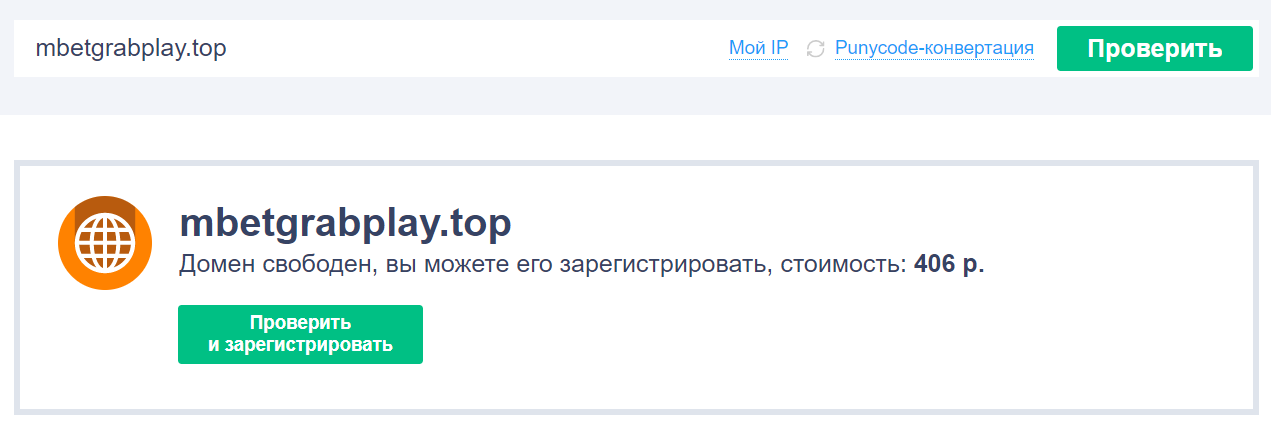 mbetgrabplay.top Мой IP Punycode-конвертация Проверить
mbetgrabplay.top
Домен свободен, вы можете его зарегистрировать, стоимость: 406 р.
Проверить
и зарегистрировать